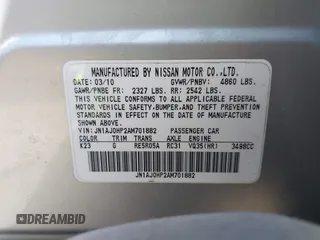 MANUFACTURED BY NISSAN MOTOR CO.,LTD.
DATE: 03/10 GVWR/PNBV: 4860 LBS.
GAWR/PNBE FR: 2327 LBS. RR: 2542 LBS.
THIS VEHICLE CONFORMS TO ALL APPLICABLE FEDERAL
MOTOR VEHICLE SAFETY, BUMPER, AND THEFT
PREVENTION STANDARDS IN EFFECT ON THE DATE OF
MANUFACTURE SHOWN ABOVE.
VIN: JN1AJ0HP2AM701882 PASSENGER CAR
COLOR TRIM TRANS AXLE ENGINE
K23 G RE5R05A RC31 VQ35(HR) 3498CC
JN1AJ0HP2AM701882
DREAMBID